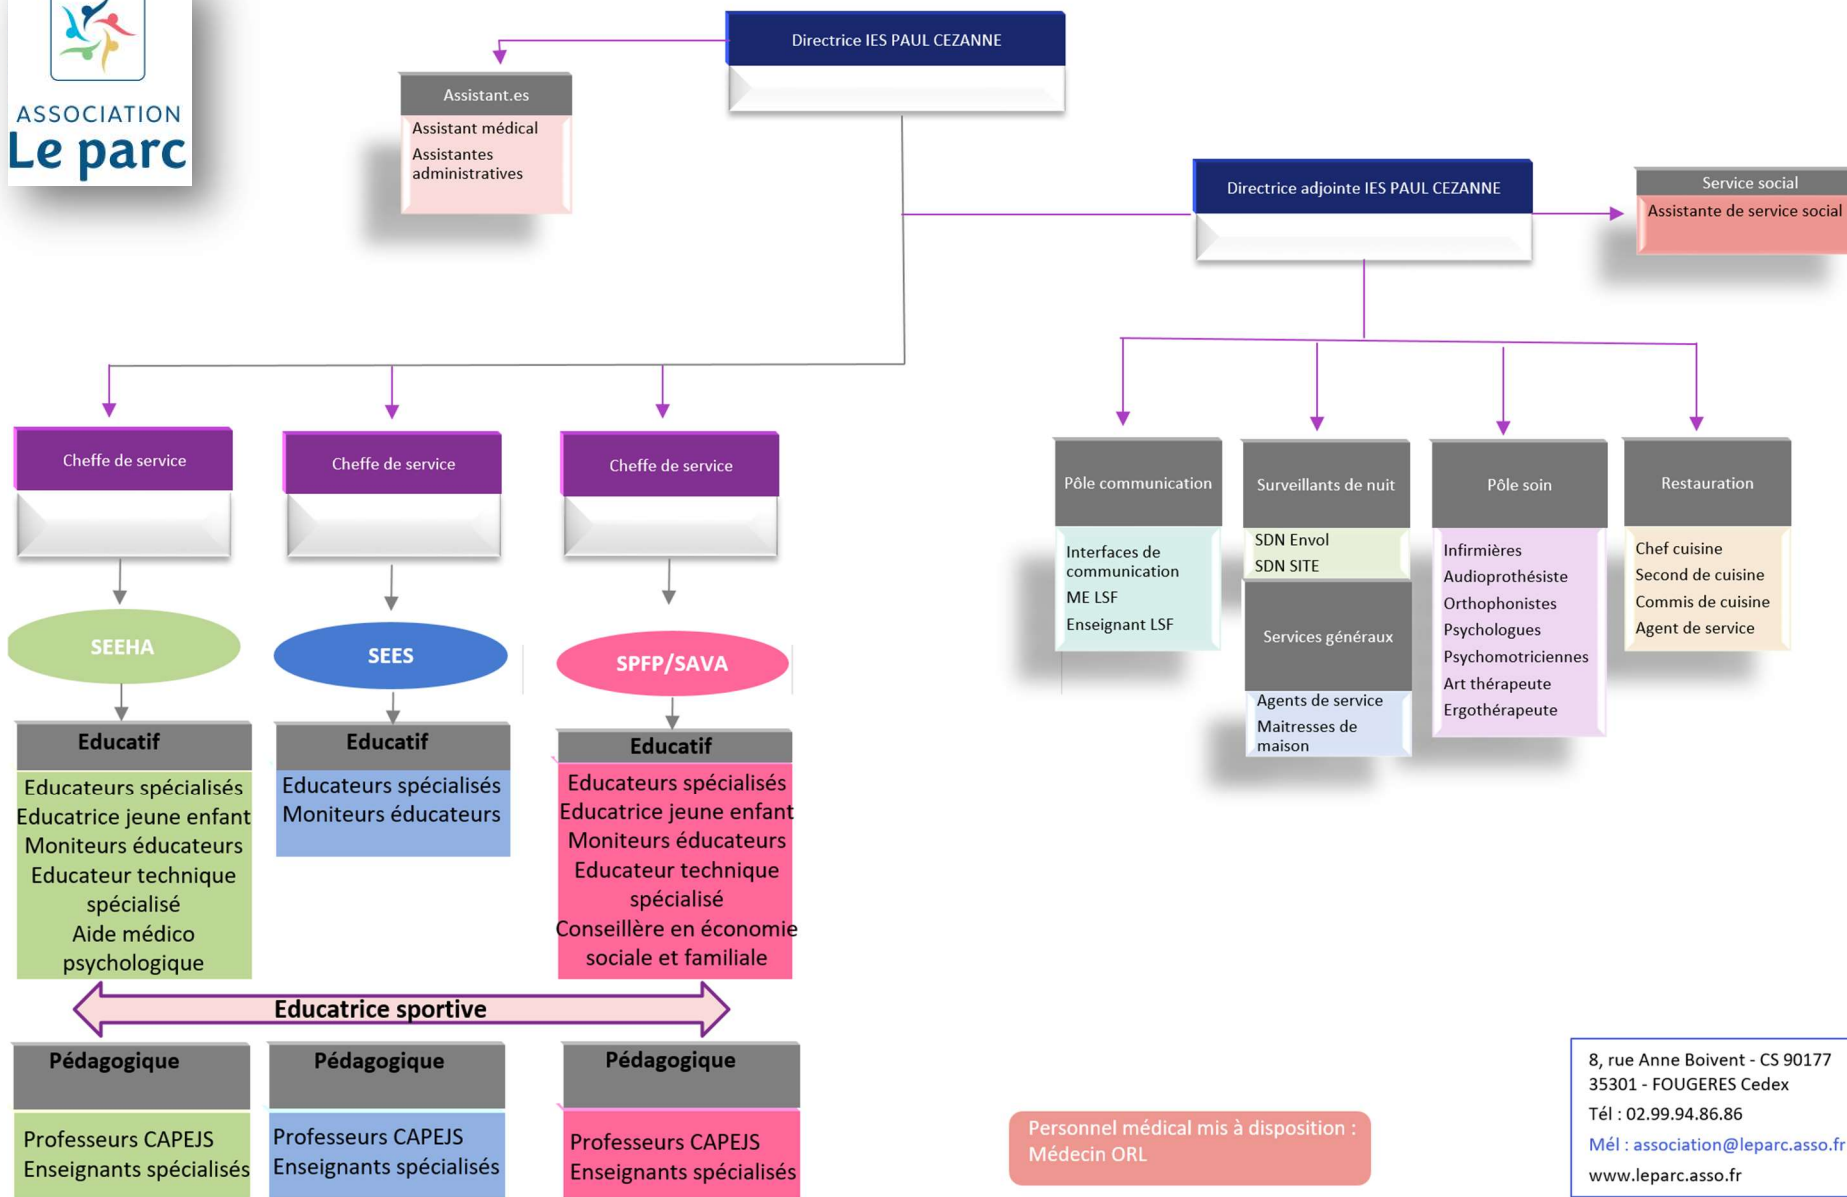 ASSOCIATION
Le parc
Directrice IES PAUL CEZANNE
Assistant.es
Assistant médical
Assistantes
administratives
Directrice adjointe IES PAUL CEZANNE
Service social
Assistante de service social
Cheffe de service
Cheffe de service
Cheffe de service
SEEHA
SEES
SPFP/SAVA
Educatif
Educateurs spécialisés
Educatrice jeune enfant
Moniteurs éducateurs
Educateur technique
spécialisé
Aide médico
psychologique
Educatif
Educateurs spécialisés
Moniteurs éducateurs
Educatif
Educateurs spécialisés
Educatrice jeune enfant
Moniteurs éducateurs
Educateur technique
spécialisé
Conseillère en économie
sociale et familiale
Educatrice sportive
Pédagogique
Professeurs CAPEJS
Enseignants spécialisés
Pédagogique
Professeurs CAPEJS
Enseignants spécialisés
Pédagogique
Professeurs CAPEJS
Enseignants spécialisés
Pôle communication
Interfaces de
communication
ME LSF
Enseignant LSF
Surveillants de nuit
SDN Envol
SDN SITE
Services généraux
Agents de service
Maitresses de
maison
Pôle soin
Infirmières
Audioprothésiste
Orthophonistes
Psychologues
Psychomotriciennes
Art thérapeute
Ergothérapeute
Restauration
Chef cuisine
Second de cuisine
Commis de cuisine
Agent de service
Personnel médical mis à disposition :
Médecin ORL
8, rue Anne Boivent - CS 90177
35301 - FOUGERES Cedex
Tél : 02.99.94.86.86
Mél : association@leparc.asso.fr
www.leparc.asso.fr